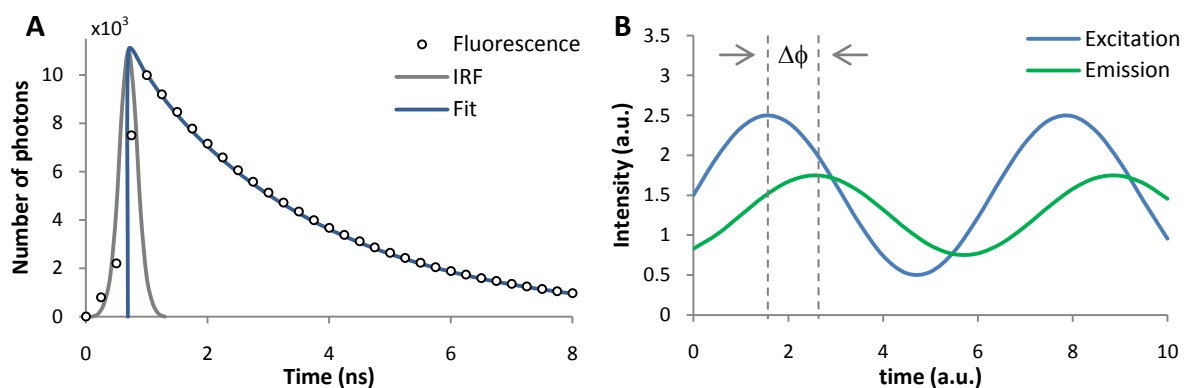 A
x10³
Number of photons
10
8
6
4
2
0
0 2 4 6 8
Time (ns)
Fluorescence
IRF
Fit
B
Intensity (a.u.)
3.5
3
2.5
2
1.5
1
0.5
0
0 2 4 6 8 10
time (a.u.)
Δϕ
Excitation
Emission